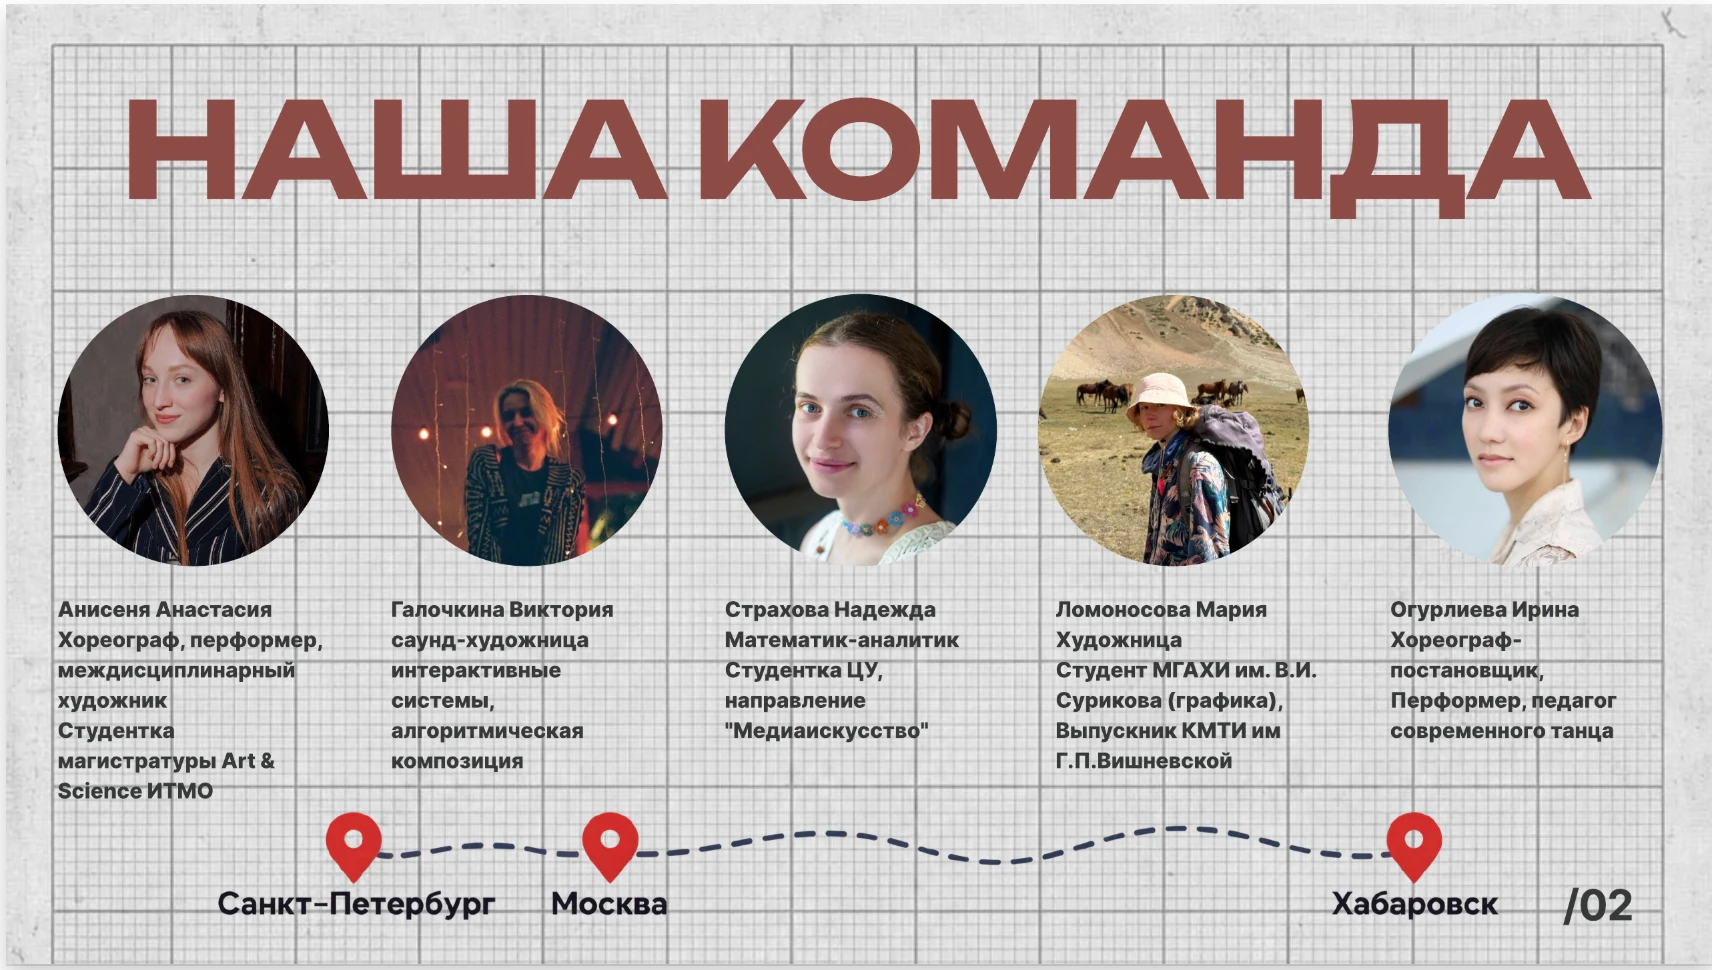 НАША КОМАНДА
Анисеня Анастасия
Хореограф, перформер,
междисциплинарный
художник
Студентка
магистратуры Art &
Science ИТМО
Галочкина Виктория
саунд-художница
интерактивные
системы,
алгоритмическая
композиция
Страхова Надежда
Математик-аналитик
Студентка ЦУ,
направление
"Медиаискусство"
Ломоносова Мария
Художница
Студент МГАХИ им. В.И.
Сурикова (графика),
Выпускник КМТИ им
Г.П.Вишневской
Огурлиева Ирина
Хореограф-
постановщик,
Перформер, педагог
современного танца
Санкт-Петербург
Москва
Хабаровск
/02